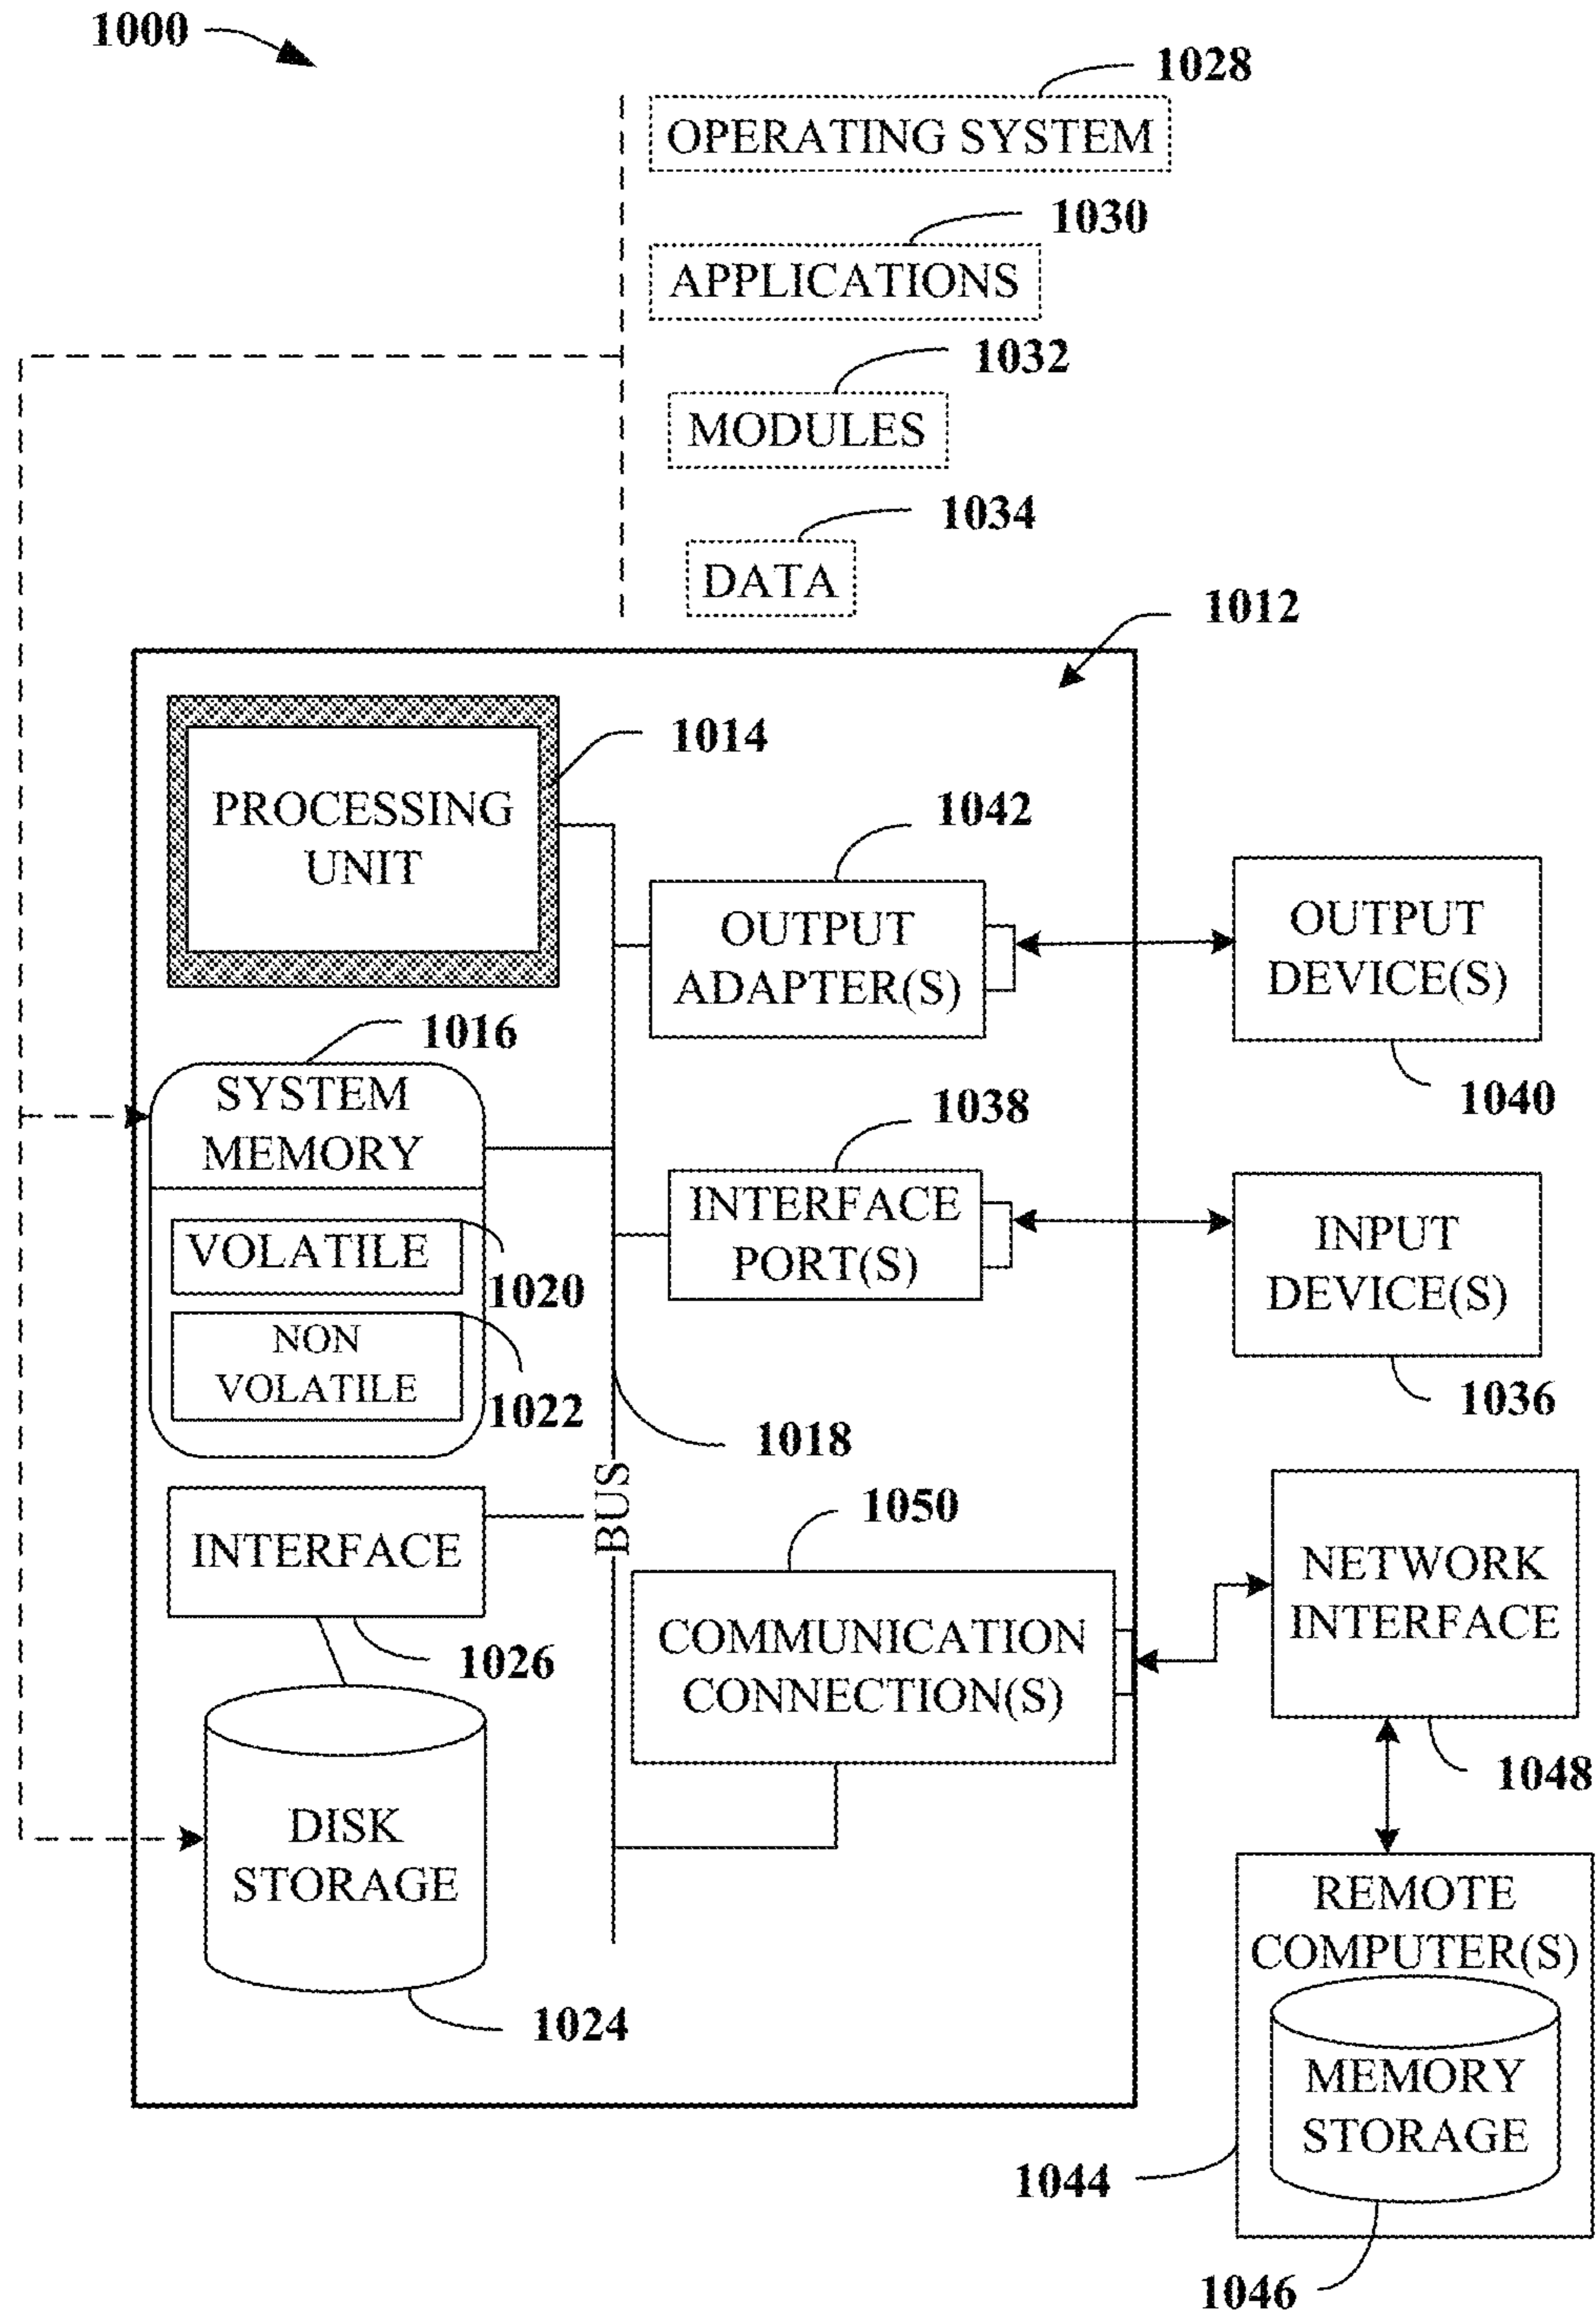 1000
1028
OPERATING SYSTEM
1030
APPLICATIONS
1032
MODULES
1034
DATA
1012
1014
PROCESSING
UNIT
1042
OUTPUT
ADAPTER(S)
OUTPUT
DEVICE(S)
1040
1016
SYSTEM
MEMORY
1038
INTERFACE
PORT(S)
INPUT
DEVICE(S)
1036
VOLATILE
1020
NON
VOLATILE
1022
1018
BUS
INTERFACE
1026
1050
COMMUNICATION
CONNECTION(S)
NETWORK
INTERFACE
1048
DISK
STORAGE
1024
REMOTE
COMPUTER(S)
MEMORY
STORAGE
1044
1046